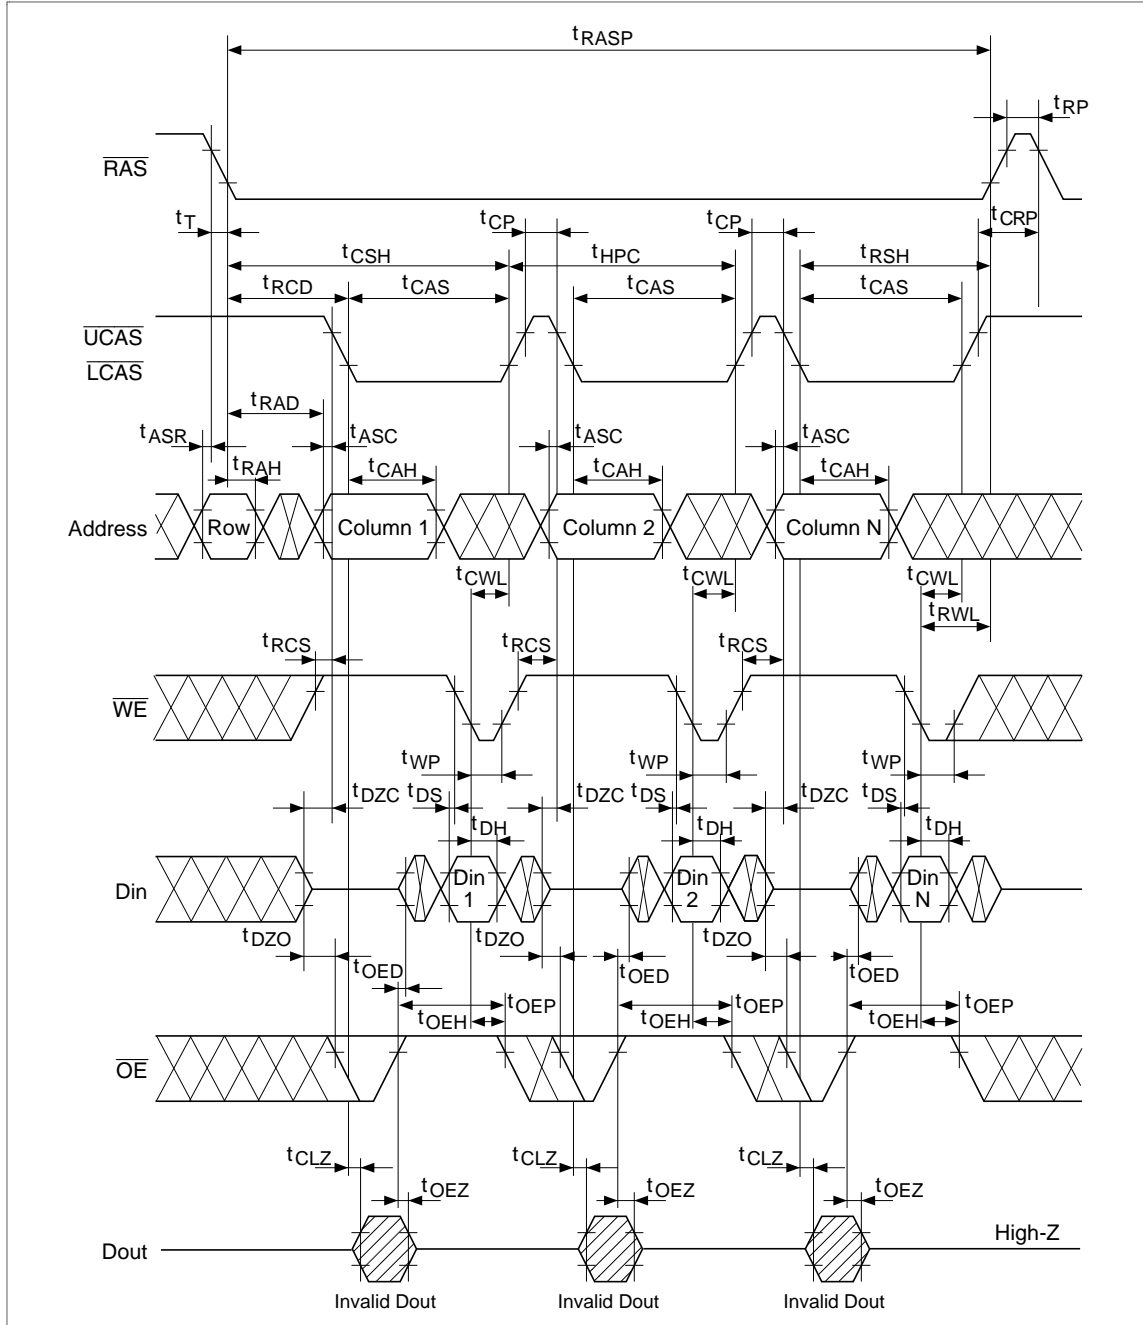 tRASP
tRP
RAS
tT
tCP
tCP
tCRP
tCSH
tHPC
tRSH
tRCD
tCAS
tCAS
tCAS
UCAS
LCAS
tRAD
tASR
tASC
tASC
tASC
tRAH
tCAH
tCAH
tCAH
Address
Row
Column 1
Column 2
Column N
tCWL
tCWL
tCWL
tRWL
tRCS
tRCS
tRCS
WE
tWP
tWP
tWP
tDZC
tDS
tDZC
tDS
tDZC
tDS
tDH
tDH
tDH
Din
Din 1
Din 2
Din N
tDZO
tDZO
tDZO
tOED
tOED
tOED
tOEP
tOEP
tOEP
tOEH
tOEH
tOEH
OE
tCLZ
tCLZ
tCLZ
tOEZ
tOEZ
tOEZ
High-Z
Dout
Invalid Dout
Invalid Dout
Invalid Dout